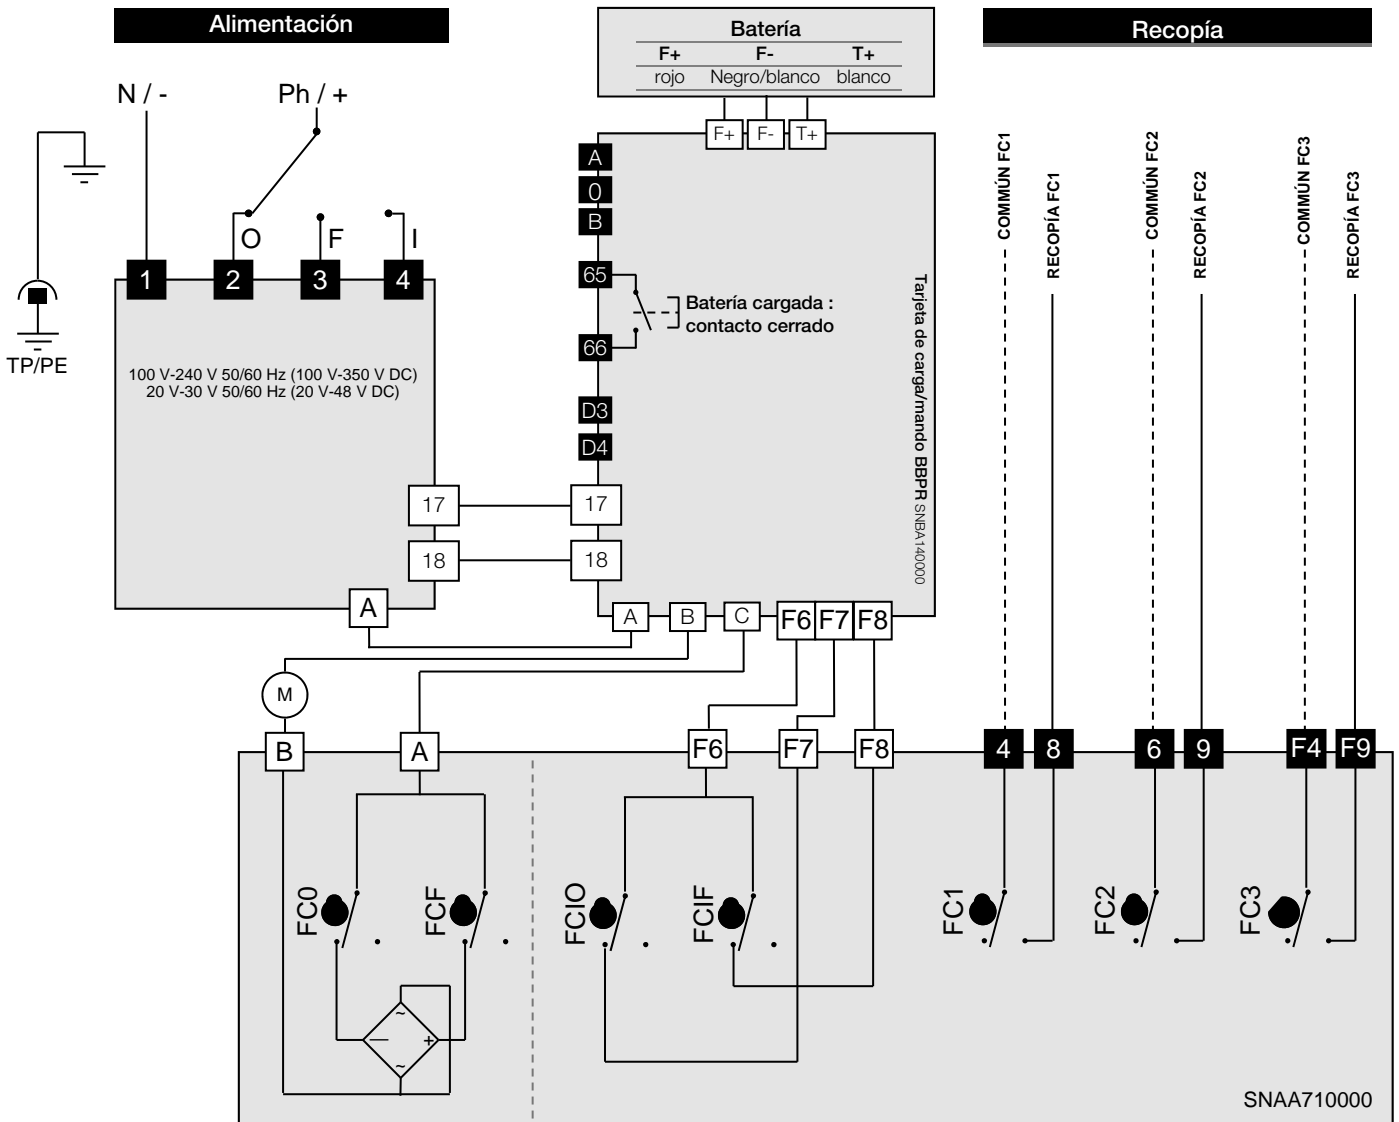 Alimentación
Batería
F+ F- T+
rojo Negro/blanco blanco
Recopía
N / -
Ph / +
O
F
I
1
2
3
4
TP/PE
100 V-240 V 50/60 Hz (100 V-350 V DC)
20 V-30 V 50/60 Hz (20 V-48 V DC)
17
18
A
F+
F-
T+
A
0
B
65
66
Batería cargada :
contacto cerrado
D3
D4
17
18
Tarjeta de carga/mando BBPR SNBA140000
A
B
C
F6
F7
F8
COMMÚN FC1
RECOPÍA FC1
COMMÚN FC2
RECOPÍA FC2
COMMÚN FC3
RECOPÍA FC3
M
B
A
F6
F7
F8
4
8
6
9
F4
F9
FC0
FCF
FCIO
FCIF
FC1
FC2
FC3
~
—
+
~
SNAA710000